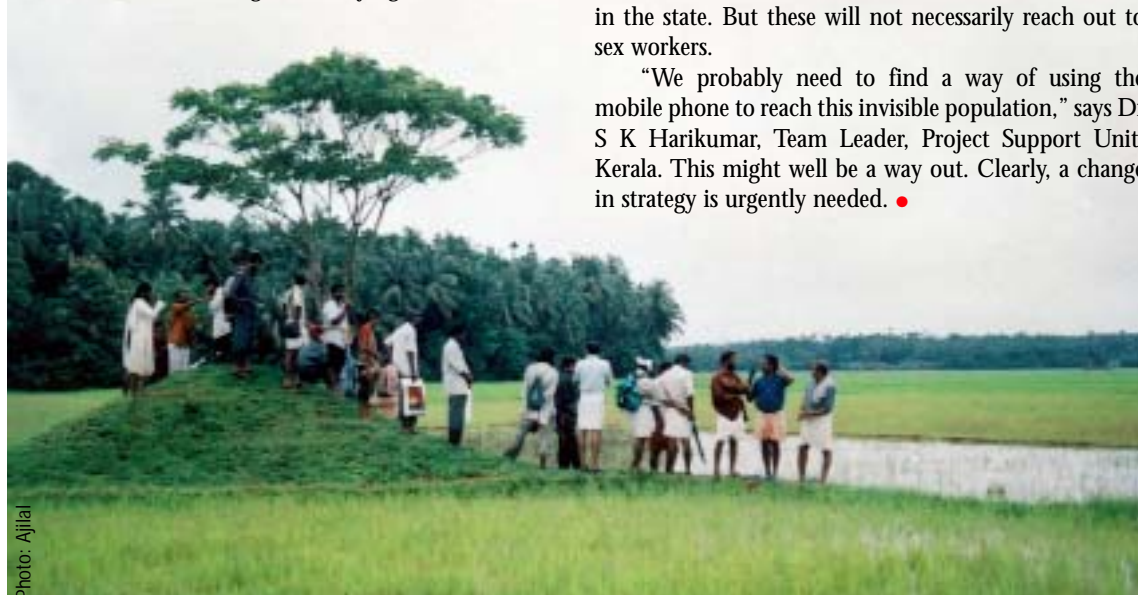 in the state. But these will not necessarily reach out to
sex workers.
“We probably need to find a way of using the
mobile phone to reach this invisible population,” says Dr
S K Harikumar, Team Leader, Project Support Unit,
Kerala. This might well be a way out. Clearly, a change
in strategy is urgently needed.
Photo: Ajilal